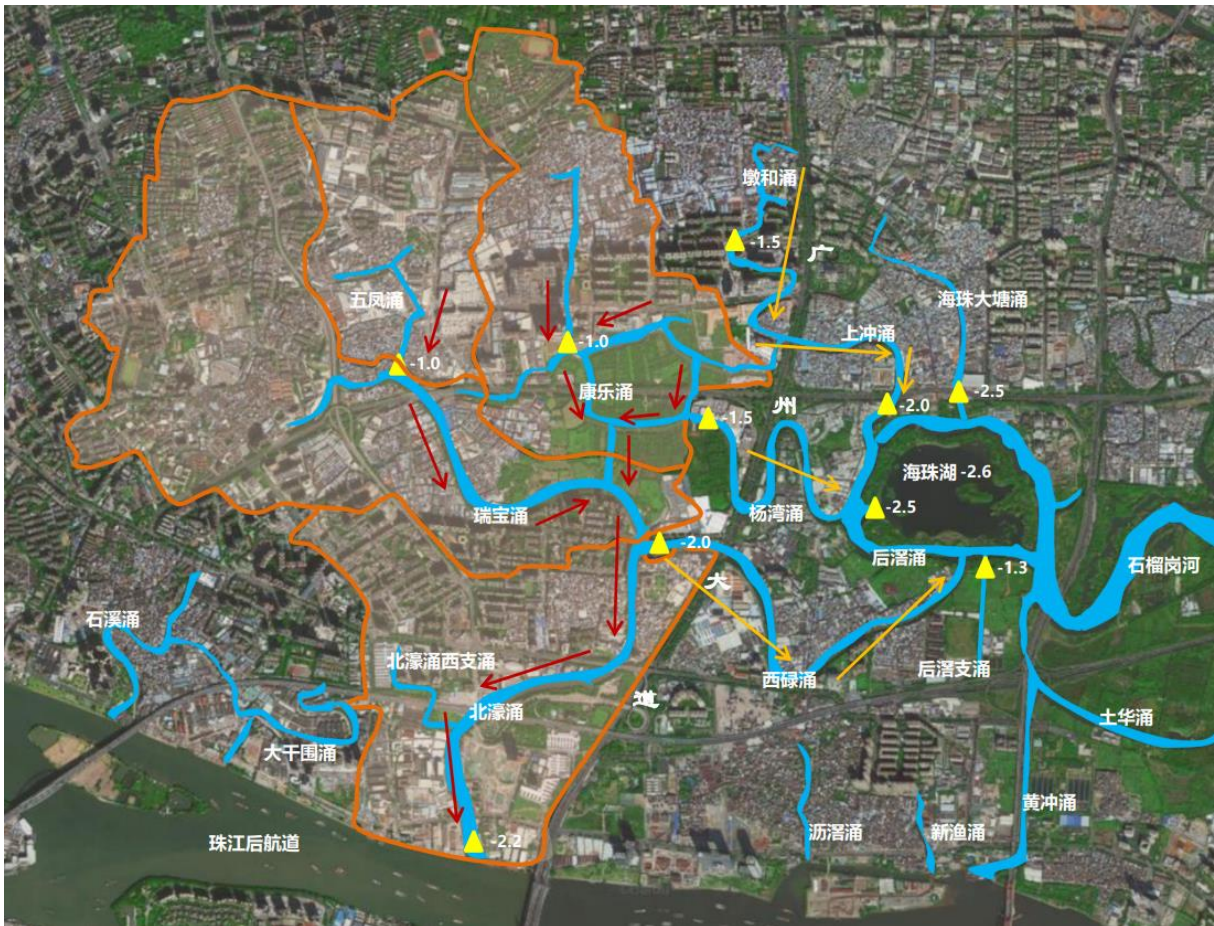 墩和涌
-1.5
广
五凤涌
海珠大塘涌
上冲涌
-1.0
-1.0
康乐涌
-2.5
-2.0
州
-1.5
海珠湖 -2.6
-2.5
瑞宝涌
杨湾涌
-2.0
后滘涌
-1.3
石榴岗河
大
石溪涌
北濠涌西支涌
西碌涌
后滘支涌
道
北濠涌
土华涌
大干围涌
黄冲涌
珠江后航道
-2.2
沥滘涌
新渔涌